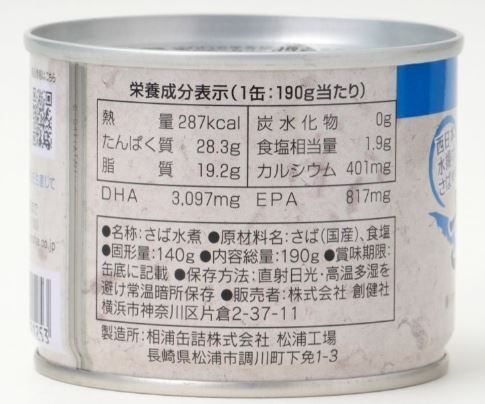 栄養成分表示(1缶:190g当たり)
熱量 287kcal 炭水化物 0g
たんぱく質 28.3g 食塩相当量 1.9g
脂質 19.2g カルシウム 401mg
DHA 3,097mg EPA 817mg
●名称:さば水煮 ●原材料名:さば(国産)、食塩
●固形量:140g ●内容総量:190g ●賞味期限:
缶底に記載 ●保存方法:直射日光・高温多湿を
避け常温暗所保存 ●販売者:株式会社 創健社
横浜市神奈川区片倉2-37-11
製造所:相浦缶詰株式会社 松浦工場
長崎県松浦市調川町下免1-3
西日本